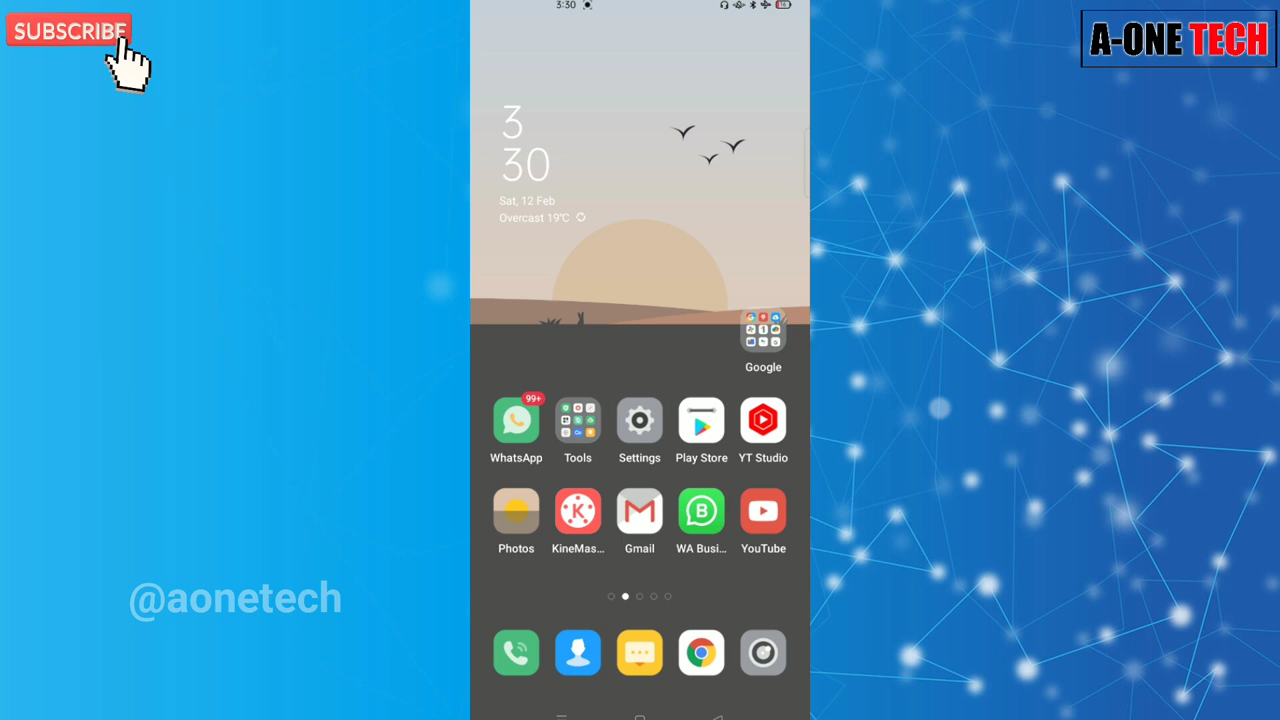 SUBSCRIBE
A-ONE TECH
3:30
3
30
Sat, 12 Feb
Overcast 19°C
Google
99+
WhatsApp
Tools
Settings
Play Store
YT Studio
Photos
KineMas...
Gmail
WA Busi...
YouTube
@aonetech